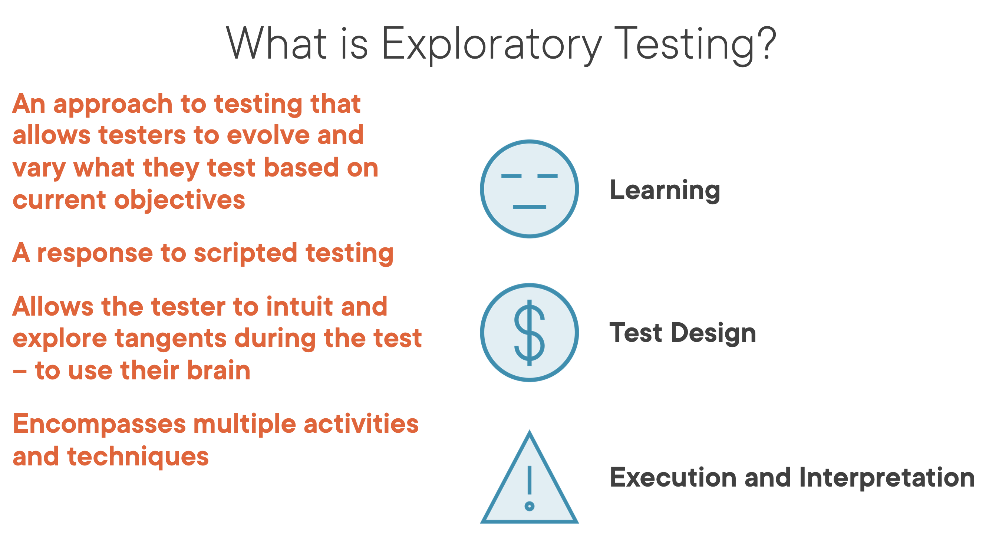 What is Exploratory Testing?
An approach to testing that
allows testers to evolve and
vary what they test based on
current objectives
A response to scripted testing
Allows the tester to intuit and
explore tangents during the test
– to use their brain
Encompasses multiple activities
and techniques
Learning
$
Test Design
!
Execution and Interpretation